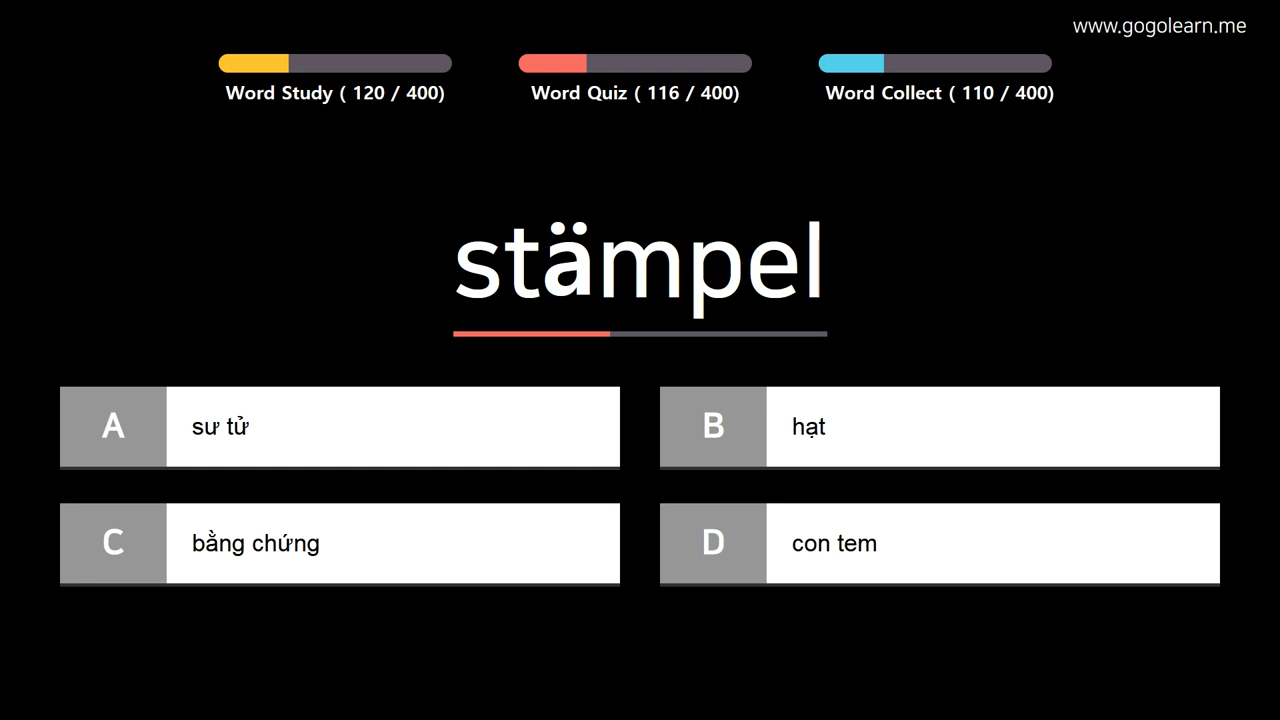 www.gogolearn.me
Word Study ( 120 / 400)
Word Quiz ( 116 / 400)
Word Collect ( 110 / 400)
stämpel
A
sư tử
B
hạt
C
bằng chứng
D
con tem